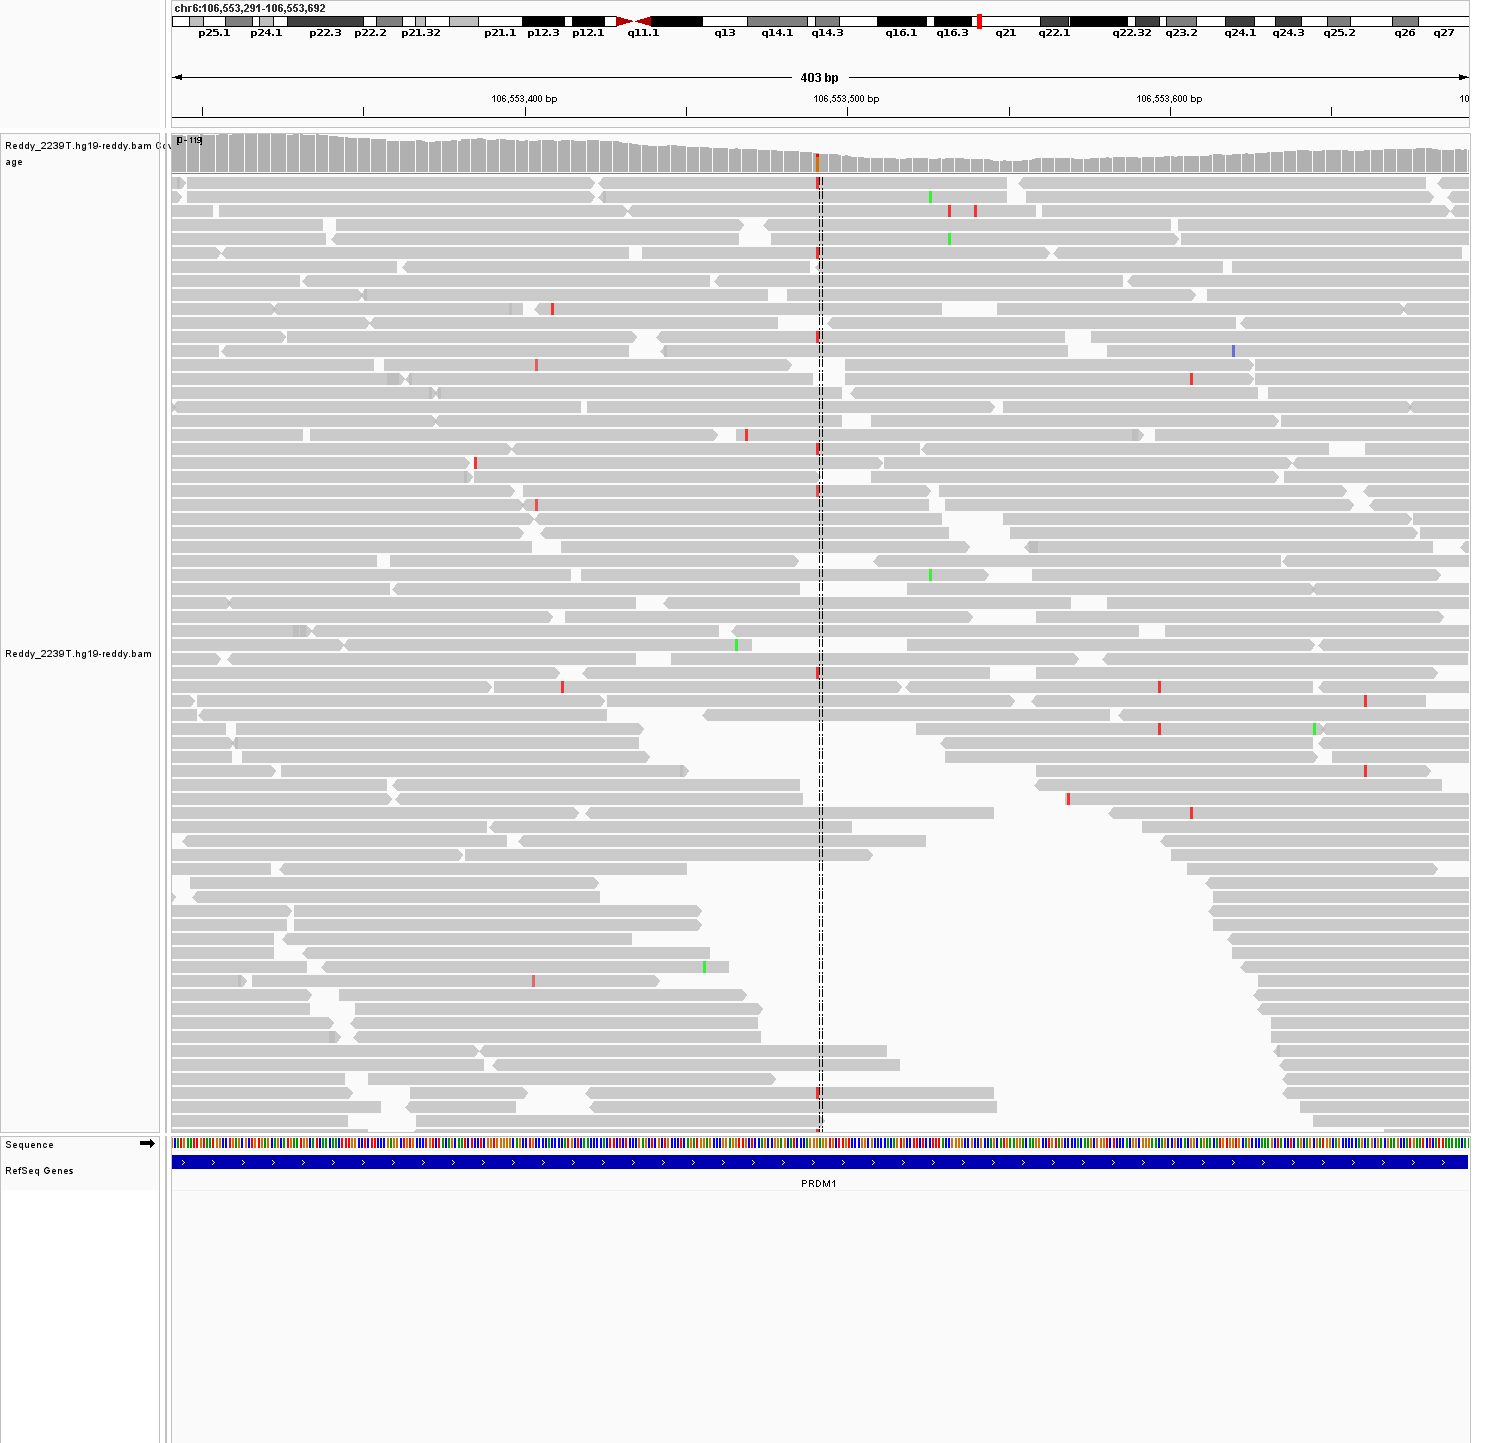 chr6:106,553,291-106,553,692
p25.1 p24.1 p22.3 p22.2 p21.32 p21.1 p12.3 p12.1 q11.1 q13 q14.1 q14.3 q16.1 q16.3 q21 q22.1 q22.32 q23.2 q24.1 q24.3 q25.2 q26 q27
403 bp
106,553,400 bp 106,553,500 bp 106,553,600 bp 10
Reddy_2239T.hg19-reddy.bam Cov
age
[0 - 119]
Reddy_2239T.hg19-reddy.bam
Sequence
RefSeq Genes
PRDM1